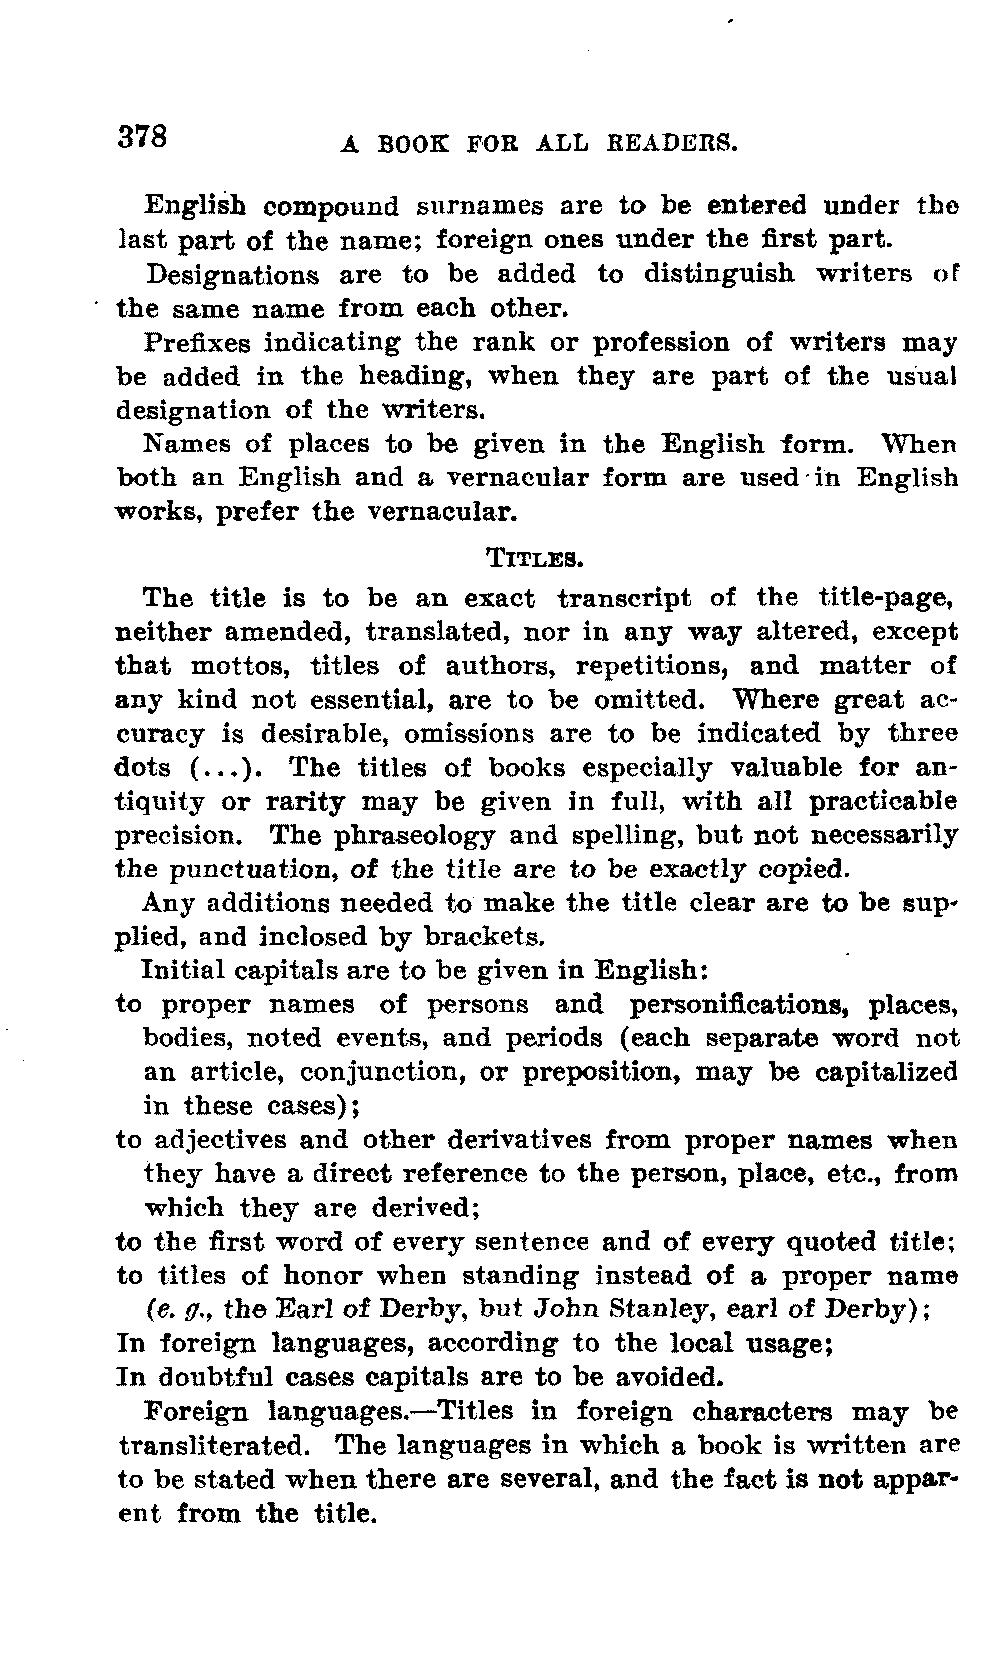 378
A BOOK FOR ALL READERS.
English compound surnames are to be entered under the
last part of the name; foreign ones under the first part.
Designations are to be added to distinguish writers of
the same name from each other.
Prefixes indicating the rank or profession of writers may
be added in the heading, when they are part of the usual
designation of the writers.
Names of places to be given in the English form. When
both an English and a vernacular form are used in English
works, prefer the vernacular.
TITLES.
The title is to be an exact transcript of the title-page,
neither amended, translated, nor in any way altered, except
that mottos, titles of authors, repetitions, and matter of
any kind not essential, are to be omitted. Where great ac-
curacy is desirable, omissions are to be indicated by three
dots (...). The titles of books especially valuable for an-
tiquity or rarity may be given in full, with all practicable
precision. The phraseology and spelling, but not necessarily
the punctuation, of the title are to be exactly copied.
Any additions needed to make the title clear are to be sup-
plied, and inclosed by brackets.
Initial capitals are to be given in English:
to proper names of persons and personifications, places,
bodies, noted events, and periods (each separate word not
an article, conjunction, or preposition, may be capitalized
in these cases);
to adjectives and other derivatives from proper names when
they have a direct reference to the person, place, etc., from
which they are derived;
to the first word of every sentence and of every quoted title;
to titles of honor when standing instead of a proper name
(e. g., the Earl of Derby, but John Stanley, earl of Derby);
In foreign languages, according to the local usage;
In doubtful cases capitals are to be avoided.
Foreign languages.—Titles in foreign characters may be
transliterated. The languages in which a book is written are
to be stated when there are several, and the fact is not appar-
ent from the title.